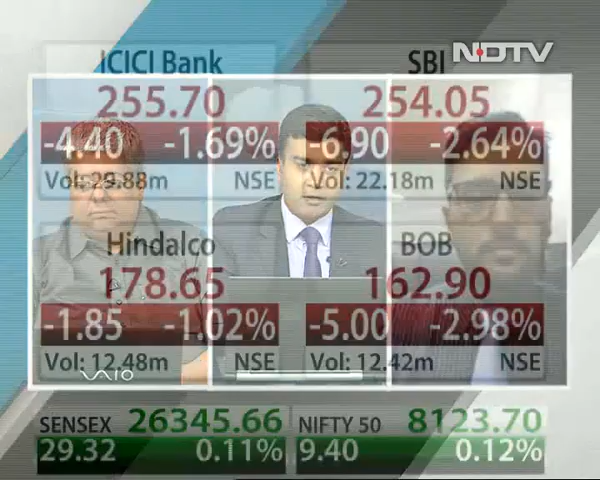 NDTV
ICICI Bank
255.70
-4.40 -1.69%
Vol: 29.88m NSE
SBI
254.05
-6.90 -2.64%
Vol: 22.18m NSE
Hindalco
178.65
-1.85 -1.02%
Vol: 12.48m NSE
BOB
162.90
-5.00 -2.98%
Vol: 12.42m NSE
VAIO
SENSEX 26345.66
29.32 0.11%
NIFTY 50 8123.70
9.40 0.12%